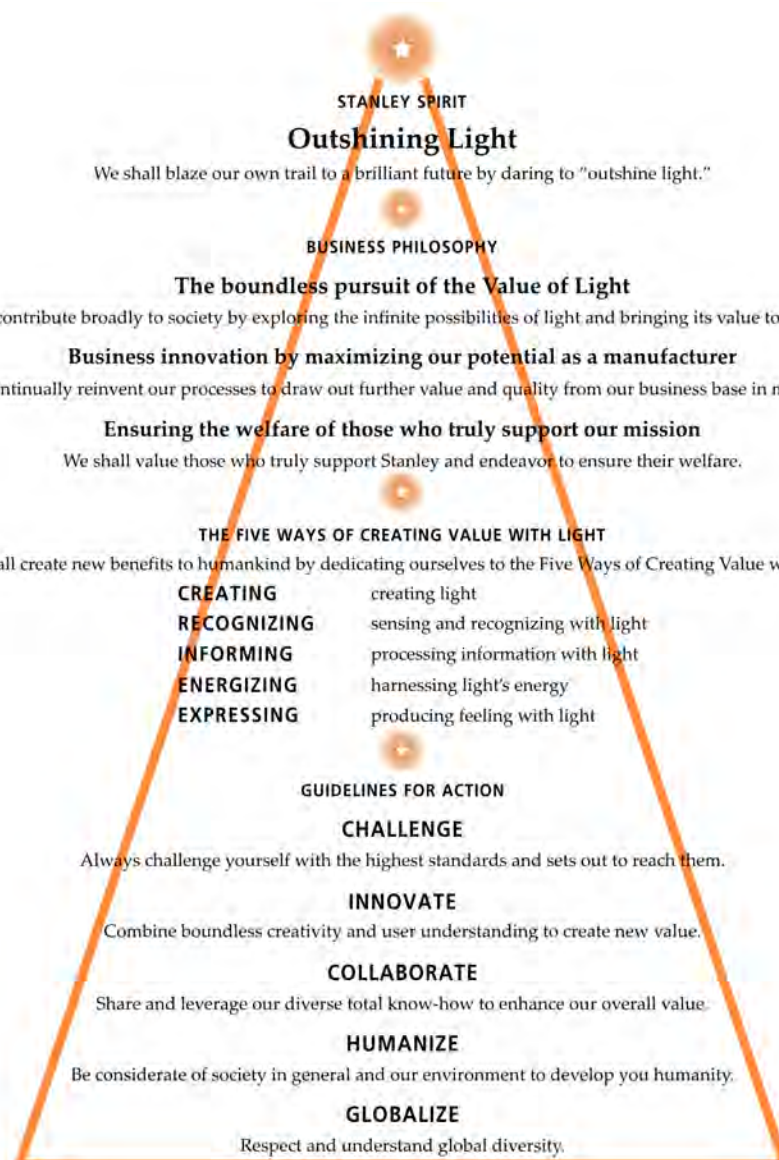 STANLEY SPIRIT
Outshining Light
We shall blaze our own trail to a brilliant future by daring to "outshine light."
BUSINESS PHILOSOPHY
The boundless pursuit of the Value of Light
contribute broadly to society by exploring the infinite possibilities of light and bringing its value to
Business innovation by maximizing our potential as a manufacturer
ntinually reinvent our processes to draw out further value and quality from our business base in
Ensuring the welfare of those who truly support our mission
We shall value those who truly support Stanley and endeavor to ensure their welfare.
THE FIVE WAYS OF CREATING VALUE WITH LIGHT
all create new benefits to humankind by dedicating ourselves to the Five Ways of Creating Value
CREATING creating light
RECOGNIZING sensing and recognizing with light
INFORMING processing information with light
ENERGIZING harnessing light's energy
EXPRESSING producing feeling with light
GUIDELINES FOR ACTION
CHALLENGE
Always challenge yourself with the highest standards and sets out to reach them.
INNOVATE
Combine boundless creativity and user understanding to create new value.
COLLABORATE
Share and leverage our diverse total know-how to enhance our overall value.
HUMANIZE
Be considerate of society in general and our environment to develop you humanity.
GLOBALIZE
Respect and understand global diversity.